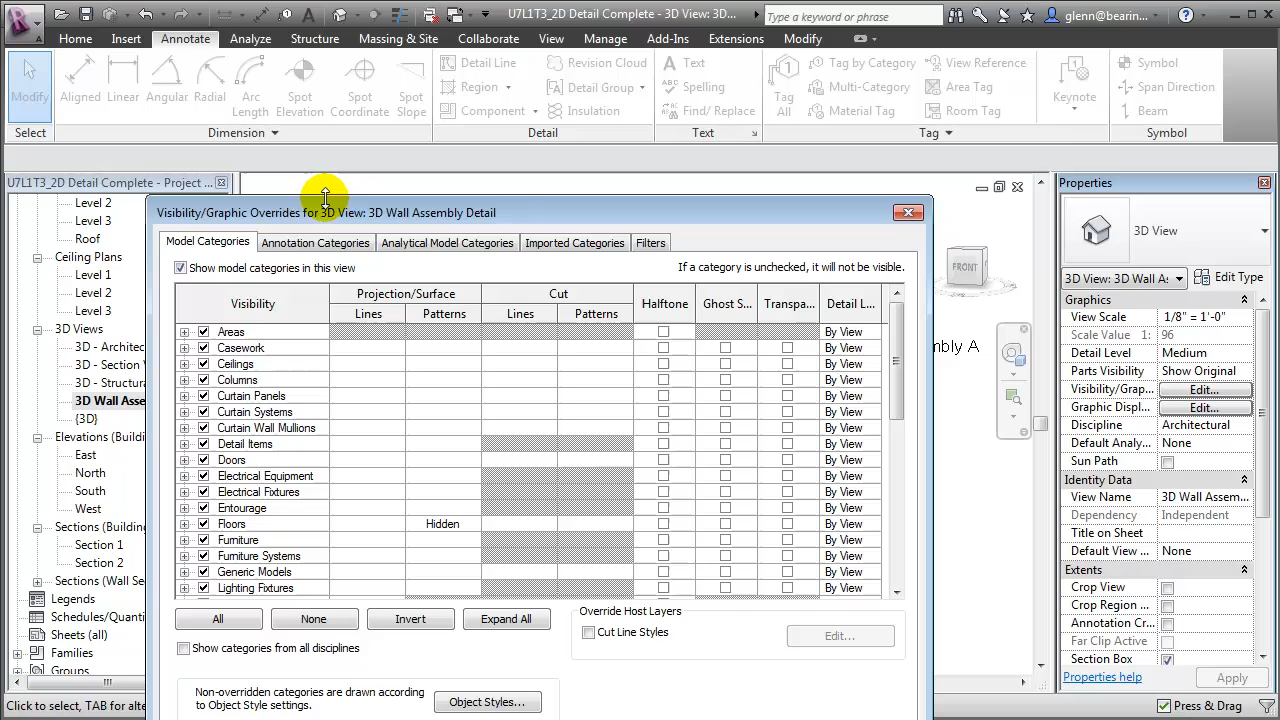 U7L1T3_2D Detail Complete - 3D View: 3D...
Type a keyword or phrase
glenn@bearin...
Home Insert Annotate Analyze Structure Massing & Site Collaborate View Manage Add-Ins Extensions Modify
Modify
Aligned Linear Angular Radial Arc Length Spot Elevation Spot Coordinate Spot Slope
Detail Line Revision Cloud
Region Detail Group
Component Insulation
Text
Spelling
Find/ Replace
Tag All
Tag by Category View Reference
Multi-Category Area Tag
Material Tag Room Tag
Keynote
Symbol
Span Direction
Beam
Select Dimension Detail Text Tag Symbol
U7L1T3_2D Detail Complete - Project ...
Level 2
Level 3
Roof
Ceiling Plans
Level 1
Level 2
Level 3
3D Views
3D - Archite
3D - Section
3D - Structura
3D Wall Asse
{3D}
Elevations (Building
East
North
South
West
Sections (Building
Section 1
Section 2
Sections (Wall Se
Legends
Schedules/Quanti
Sheets (all)
Families
Groups
Visibility/Graphic Overrides for 3D View: 3D Wall Assembly Detail
Model Categories Annotation Categories Analytical Model Categories Imported Categories Filters
Show model categories in this view
If a category is unchecked, it will not be visible.
Visibility Projection/Surface Cut Halftone Ghost S... Transpa... Detail L...
Lines Patterns Lines Patterns
Areas By View
Casework By View
Ceilings By View
Columns By View
Curtain Panels By View
Curtain Systems By View
Curtain Wall Mullions By View
Detail Items By View
Doors By View
Electrical Equipment By View
Electrical Fixtures By View
Entourage By View
Floors Hidden By View
Furniture By View
Furniture Systems By View
Generic Models By View
Lighting Fixtures By View
All None Invert Expand All
Override Host Layers
Cut Line Styles Edit...
Show categories from all disciplines
Non-overridden categories are drawn according
to Object Style settings.
Object Styles...
FRONT
mbly A
Properties
3D View
3D View: 3D Wall A: Edit Type
Graphics
View Scale 1/8" = 1'-0"
Scale Value 1: 96
Detail Level Medium
Parts Visibility Show Original
Visibility/Grap... Edit...
Graphic Displ... Edit...
Discipline Architectural
Default Analy... None
Sun Path
Identity Data
View Name 3D Wall Assem...
Dependency Independent
Title on Sheet
Default View ... None
Extents
Crop View
Crop Region ...
Annotation Cr...
Far Clip Active
Section Box
Properties help Apply
Click to select, TAB for alte
Press & Drag